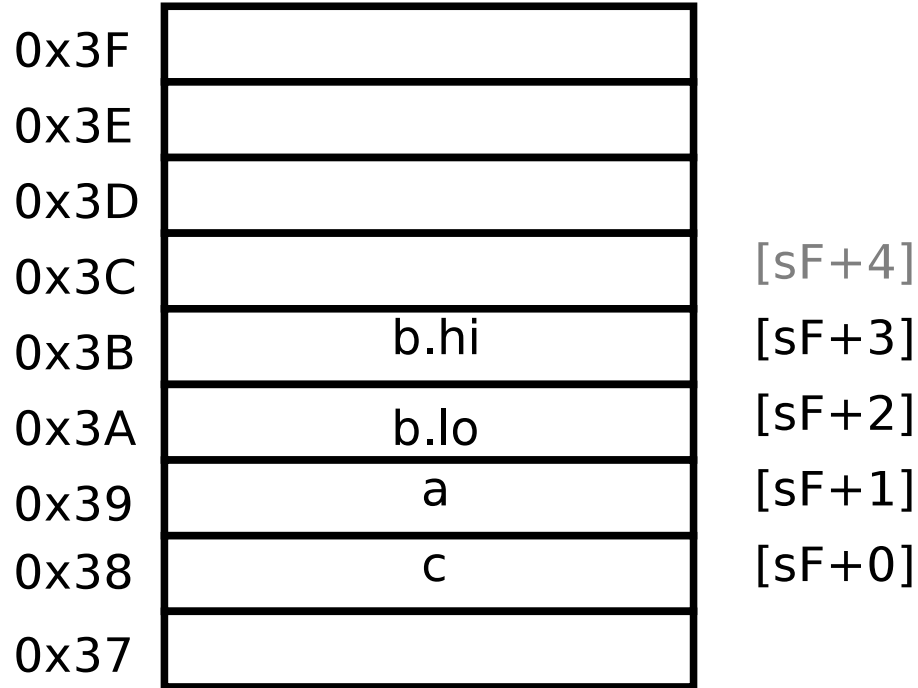 0x3F
0x3E
0x3D
0x3C [sF+4]
0x3B b.hi [sF+3]
0x3A b.lo [sF+2]
0x39 a [sF+1]
0x38 c [sF+0]
0x37